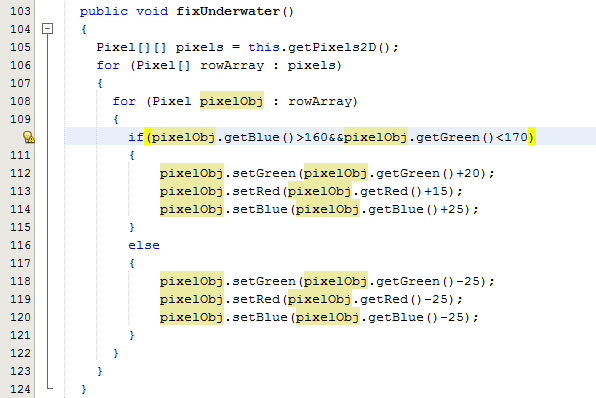 103 public void fixUnderwater()
104 {
105 Pixel[][] pixels = this.getPixels2D();
106 for (Pixel[] rowArray : pixels)
107 {
108 for (Pixel pixelObj : rowArray)
109 {
if(pixelObj.getBlue()>160&&pixelObj.getGreen()<170)
111 {
112 pixelObj.setGreen(pixelObj.getGreen()+20);
113 pixelObj.setRed(pixelObj.getRed()+15);
114 pixelObj.setBlue(pixelObj.getBlue()+25);
115 }
116 else
117 {
118 pixelObj.setGreen(pixelObj.getGreen()-25);
119 pixelObj.setRed(pixelObj.getRed()-25);
120 pixelObj.setBlue(pixelObj.getBlue()-25);
121 }
122 }
123 }
124 }